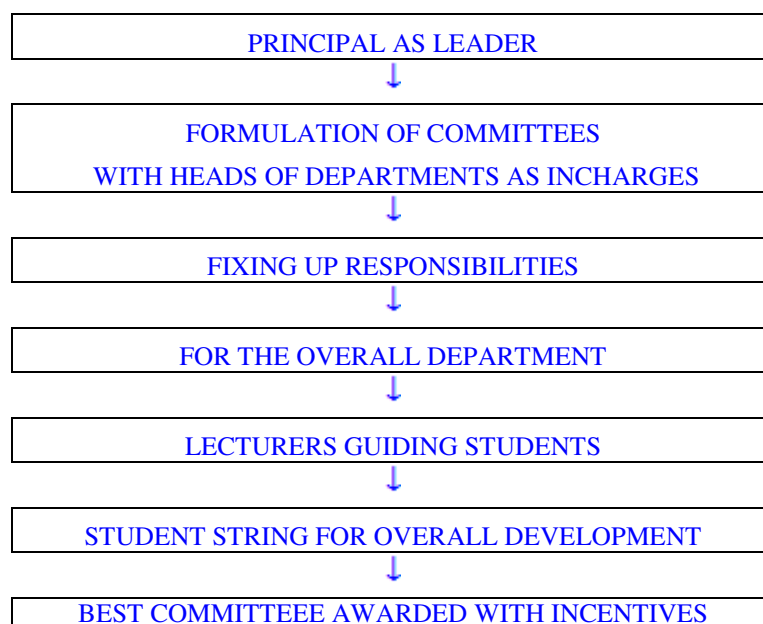 PRINCIPAL AS LEADER
↓
FORMULATION OF COMMITTEES
WITH HEADS OF DEPARTMENTS AS INCHARGES
↓
FIXING UP RESPONSIBILITIES
↓
FOR THE OVERALL DEPARTMENT
↓
LECTURERS GUIDING STUDENTS
↓
STUDENT STRING FOR OVERALL DEVELOPMENT
↓
BEST COMMITTEEE AWARDED WITH INCENTIVES